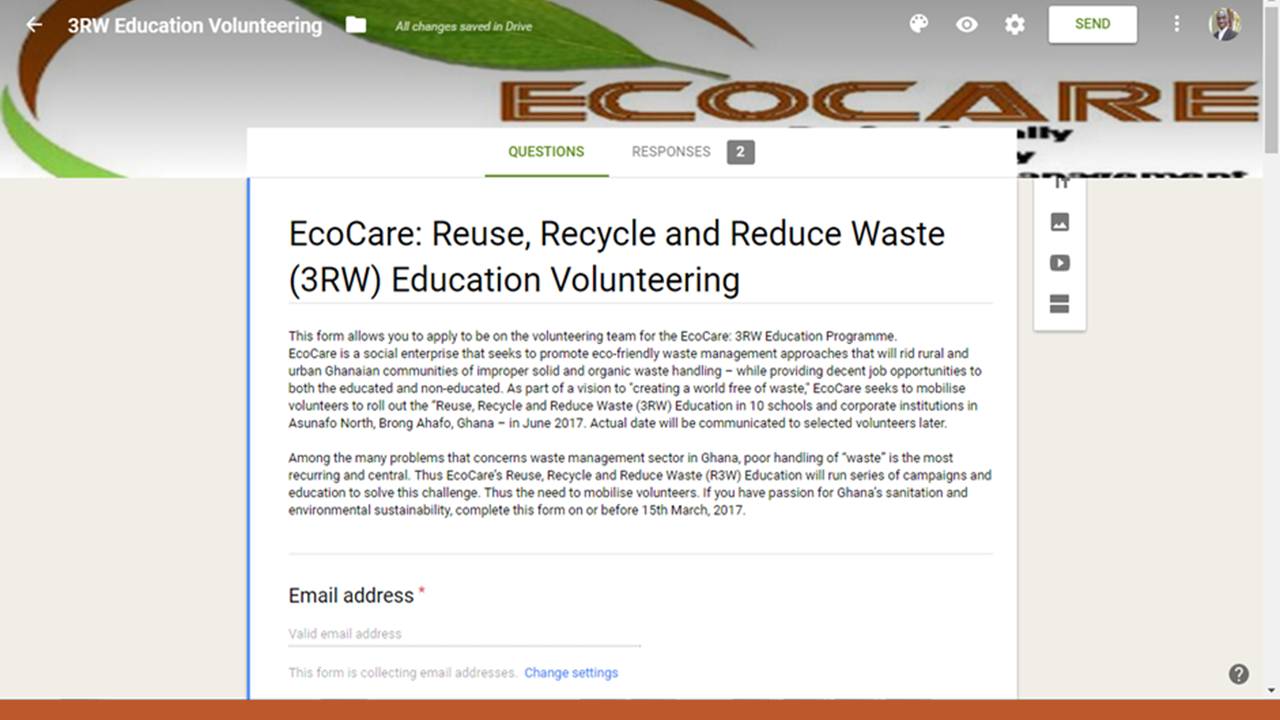 3RW Education Volunteering
All changes saved in Drive
SEND
ECOCARE
QUESTIONS
RESPONSES 2
EcoCare: Reuse, Recycle and Reduce Waste
(3RW) Education Volunteering
This form allows you to apply to be on the volunteering team for the EcoCare: 3RW Education Programme.
EcoCare is a social enterprise that seeks to promote eco-friendly waste management approaches that will rid rural and
urban Ghanaian communities of improper solid and organic waste handling – while providing decent job opportunities to
both the educated and non-educated. As part of a vision to "creating a world free of waste," EcoCare seeks to mobilise
volunteers to roll out the "Reuse, Recycle and Reduce Waste (3RW) Education in 10 schools and corporate institutions in
Asunafo North, Brong Ahafo, Ghana – in June 2017. Actual date will be communicated to selected volunteers later.
Among the many problems that concerns waste management sector in Ghana, poor handling of “waste” is the most
recurring and central. Thus EcoCare’s Reuse, Recycle and Reduce Waste (R3W) Education will run series of campaigns and
education to solve this challenge. Thus the need to mobilise volunteers. If you have passion for Ghana’s sanitation and
environmental sustainability, complete this form on or before 15th March, 2017.
Email address *
Valid email address
This form is collecting email addresses. Change settings